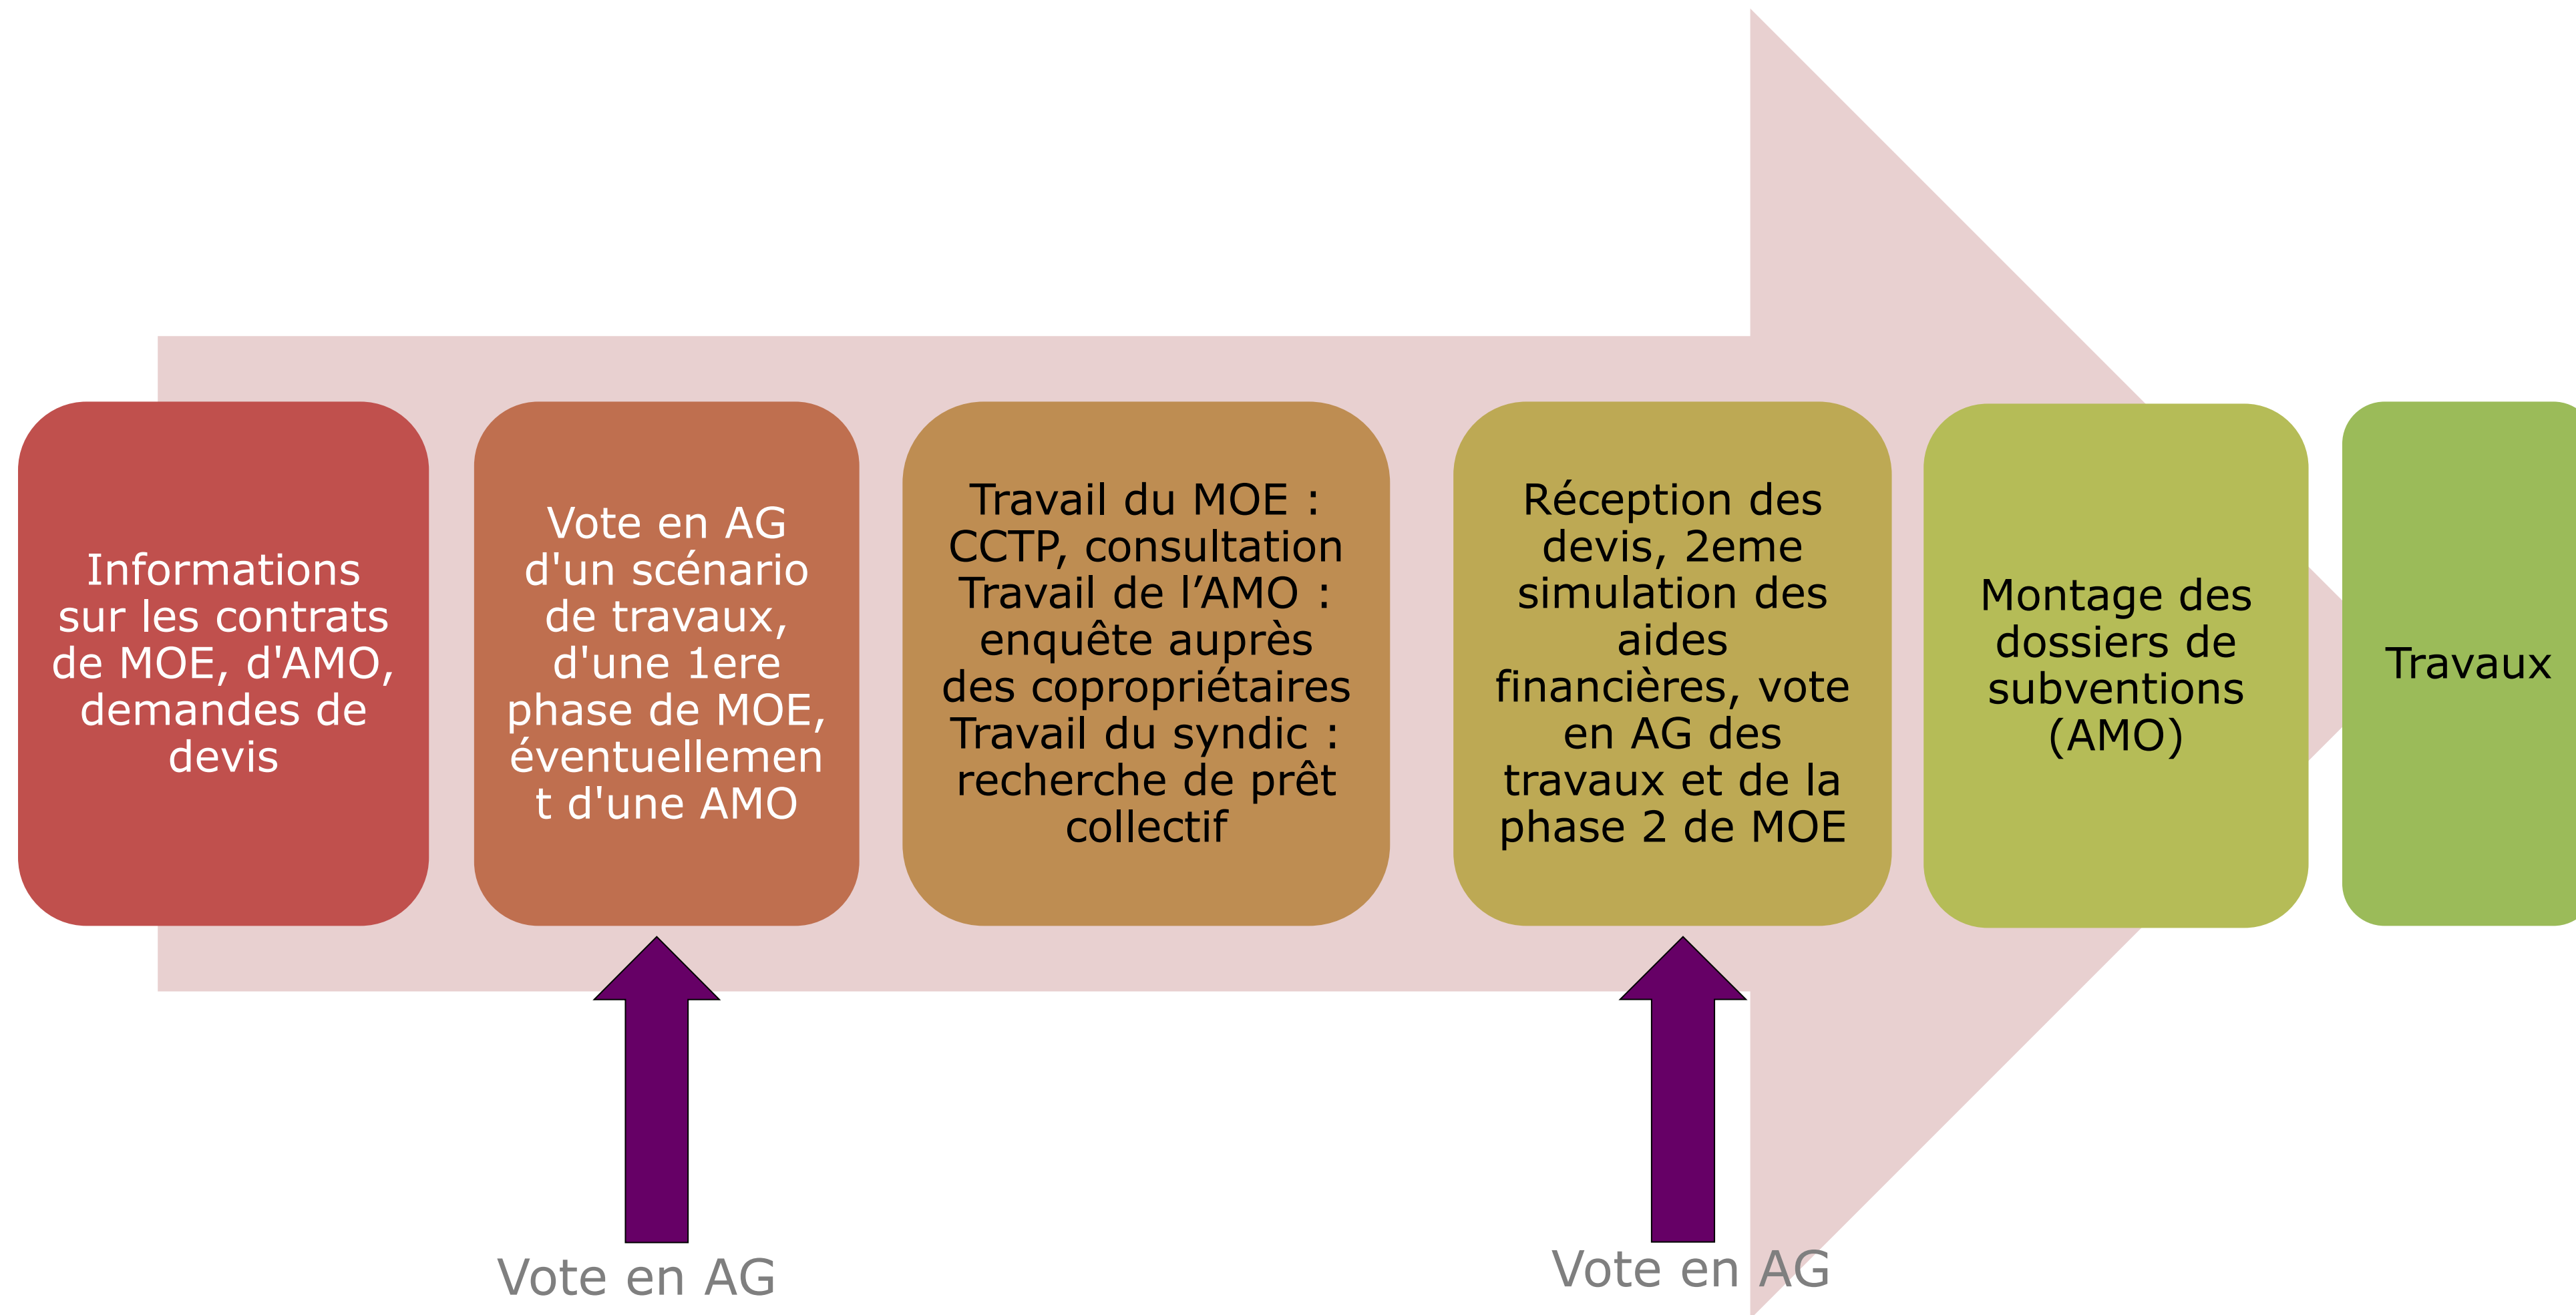 Informations
sur les contrats
de MOE, d'AMO,
demandes de
devis
Vote en AG
d'un scénario
de travaux,
d'une 1ere
phase de MOE,
éventuellemen
t d'une AMO
Travail du MOE :
CCTP, consultation
Travail de l’AMO :
enquête auprès
des copropriétaires
Travail du syndic :
recherche de prêt
collectif
Réception des
devis, 2eme
simulation des
aides
financières, vote
en AG des
travaux et de la
phase 2 de MOE
Montage des
dossiers de
subventions
(AMO)
Travaux
Vote en AG
Vote en AG